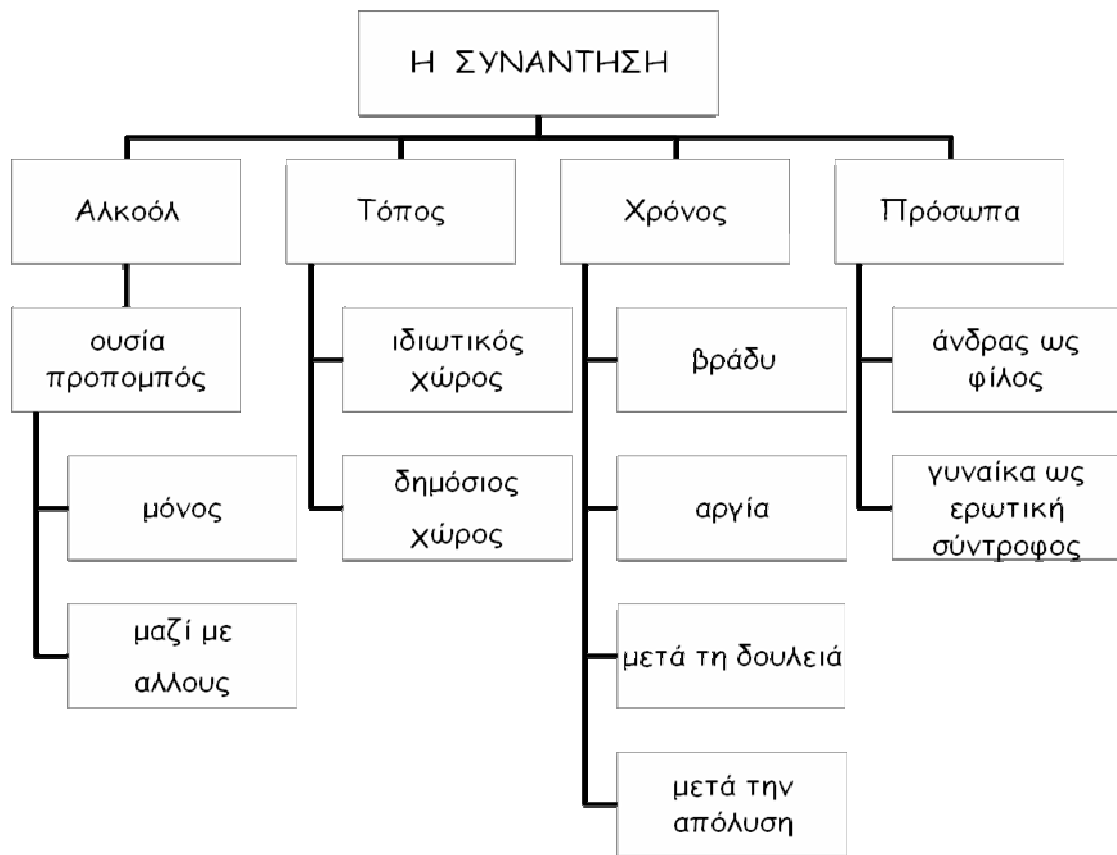 Η ΣΥΝΑΝΤΗΣΗ
Αλκοόλ
Τόπος
Χρόνος
Πρόσωπα
ουσία
προπομπός
μόνος
μαζί με
αλλους
ιδιωτικός
χώρος
δημόσιος
χώρος
βράδυ
αργία
μετά τη δουλειά
μετά την
απόλυση
άνδρας ως
φίλος
γυναίκα ως
ερωτική
σύντροφος